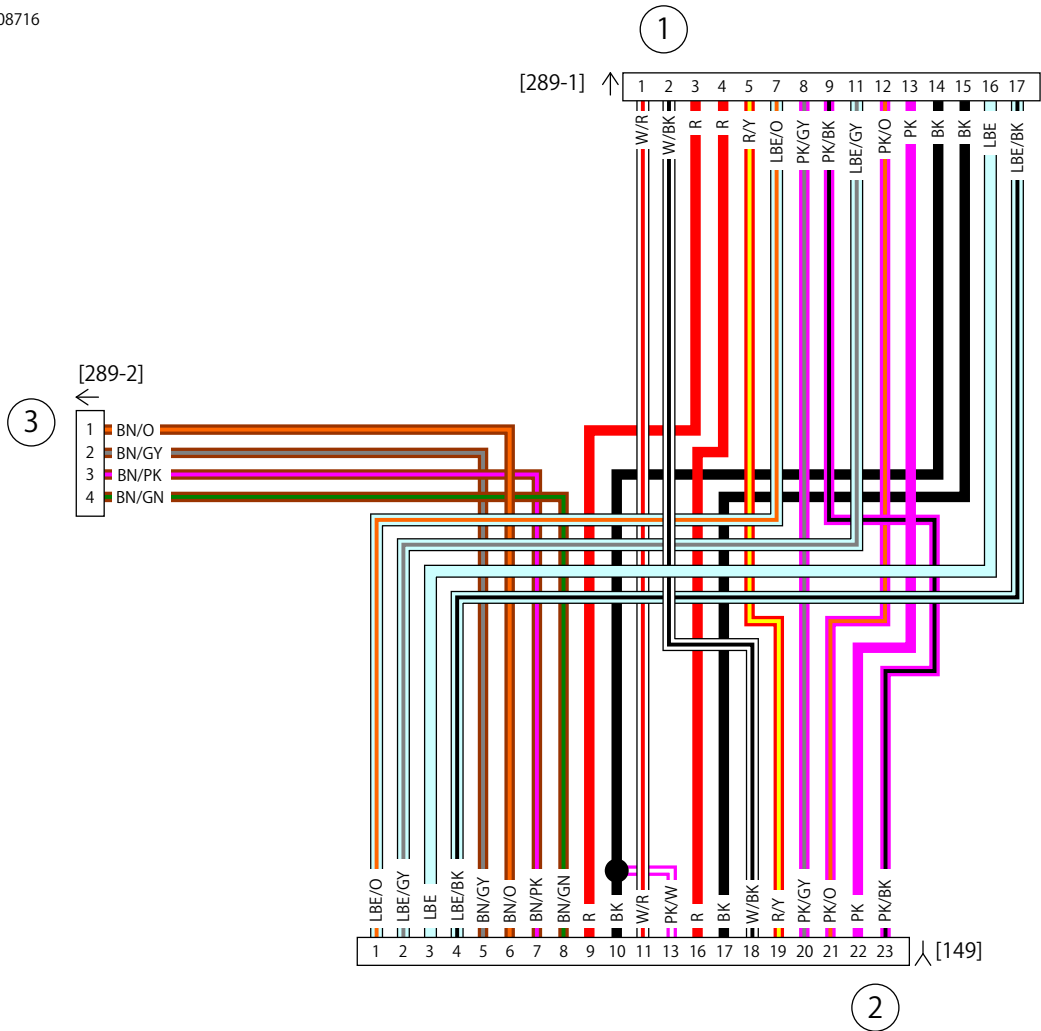 08716
1
[289-1]
1 2 3 4 5 7 8 9 11 12 13 14 15 16 17
W/R W/BK R R R/Y LBE/O PK/GY PK/BK LBE/GY PK/O PK BK BK LBE LBE/BK
[289-2]
3
1 BN/O
2 BN/GY
3 BN/PK
4 BN/GN
LBE/O LBE/GY LBE LBE/BK BN/GY BN/O BN/PK BN/GN R BK W/R PK/W R BK W/BK R/Y PK/GY PK/O PK PK/BK
1 2 3 4 5 6 7 8 9 10 11 13 16 17 18 19 20 21 22 23
[149]
2